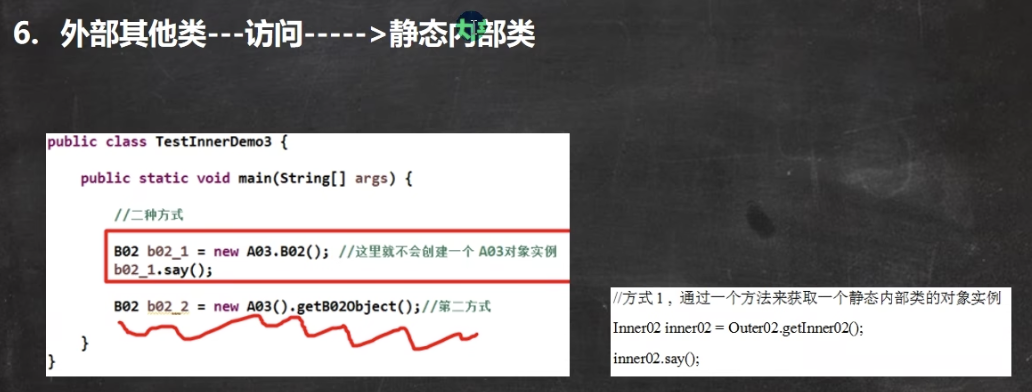 6. 外部其他类---访问----->静态内部类
public class TestInnerDemo3 {
public static void main(String[] args) {
//二种方式
B02 b02_1 = new A03.B02(); //这里就不会创建一个 A03对象实例
b02_1.say();
B02 b02_2 = new A03().getB02Object();//第二方式
}
}
//方式 1，通过一个方法来获取一个静态内部类的对象实例
Inner02 inner02 = Outer02.getInner02();
inner02.say();